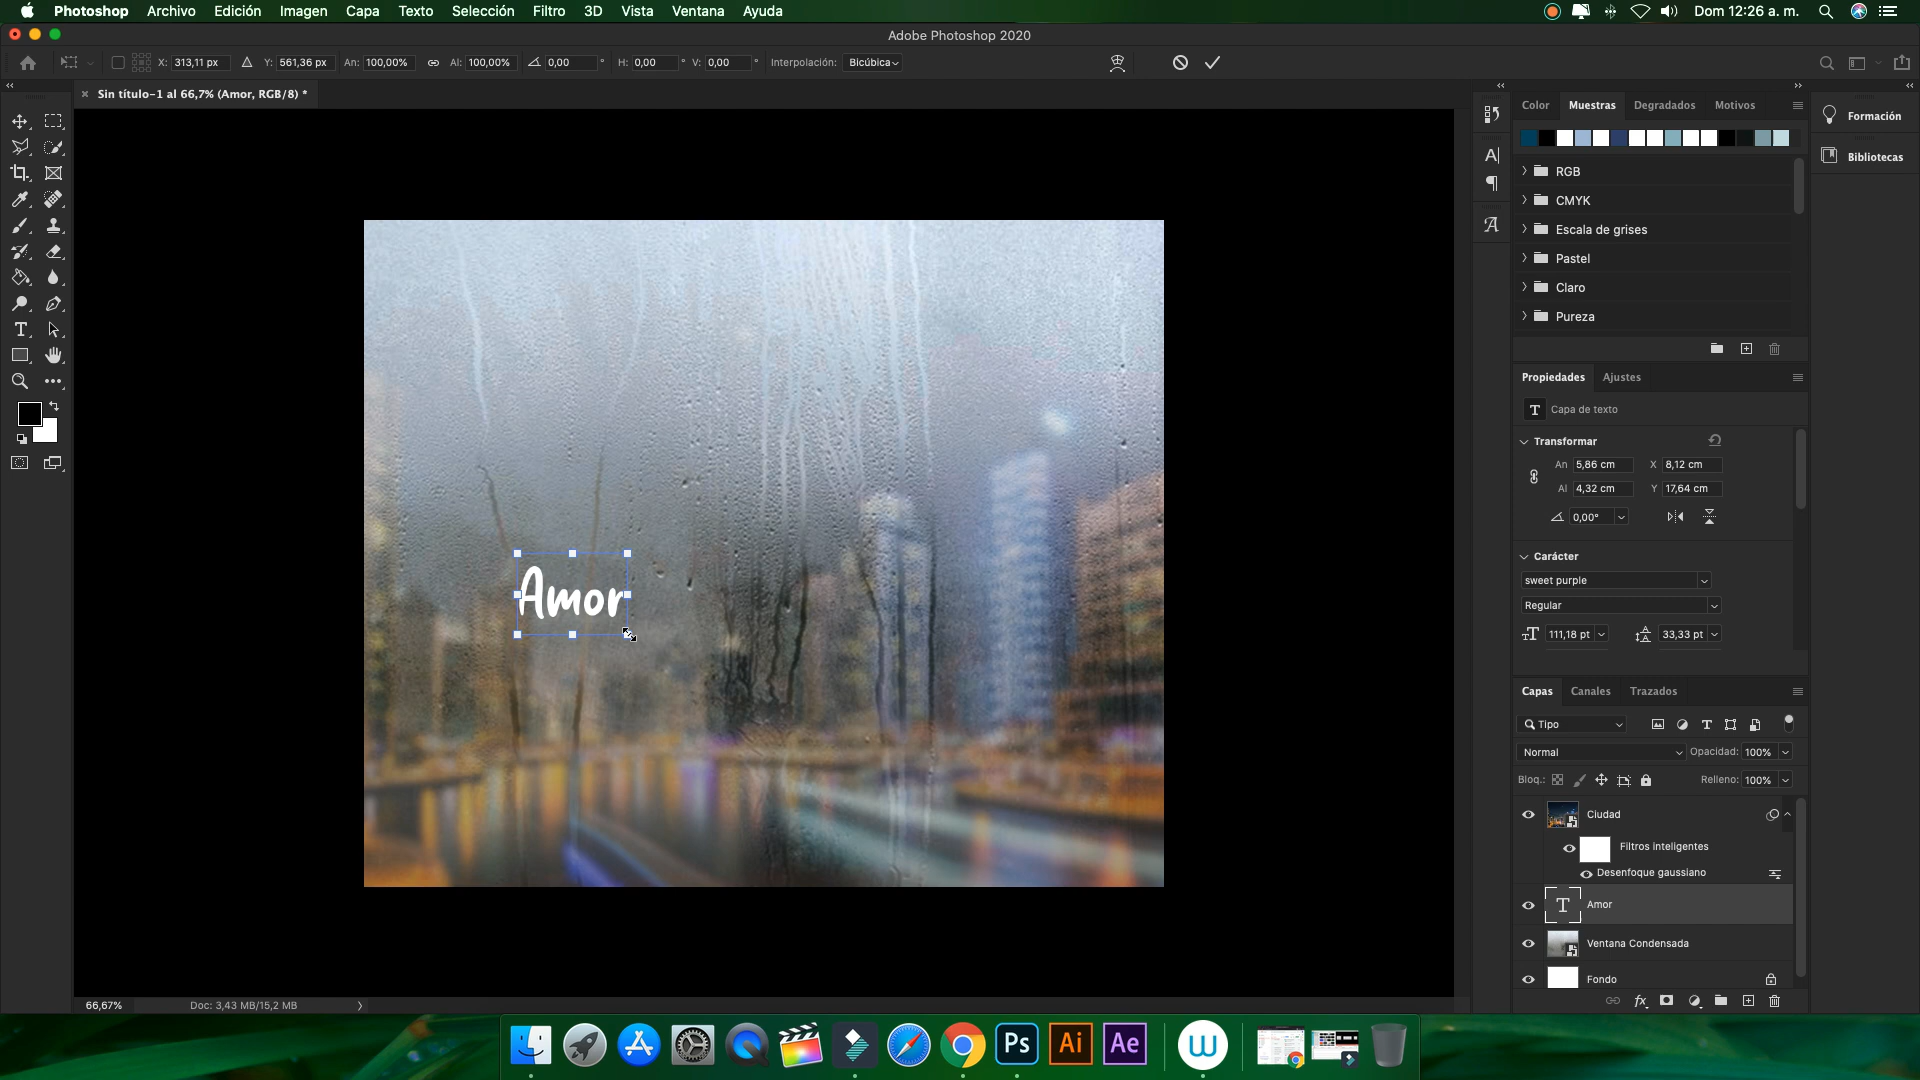 Photoshop Archivo Edición Imagen Capa Texto Selección Filtro 3D Vista Ventana Ayuda Dom 12:26 a. m.
Adobe Photoshop 2020
X: 313,11 px Y: 561,36 px An: 100,00% Al: 100,00% 0,00 ° H: 0,00 ° V: 0,00 ° Interpolación: Bicúbica
× Sin título-1 al 66,7% (Amor, RGB/8) *
Color Muestras Degradados Motivos
Formación
Bibliotecas
RGB
CMYK
Escala de grises
Pastel
Claro
Pureza
Propiedades Ajustes
T Capa de texto
Transformar
An 5,86 cm X 8,12 cm
Al 4,32 cm Y 17,64 cm
0,00°
Carácter
sweet purple
Regular
111,18 pt 33,33 pt
Amor
Capas Canales Trazados
Tipo
Normal Opacidad: 100%
Bloq.: Relleno: 100%
Ciudad
Filtros inteligentes
Desenfoque gaussiano
T Amor
Ventana Condensada
Fondo
fx
66,67% Doc: 3,43 MB/15,2 MB
Ps Ai Ae